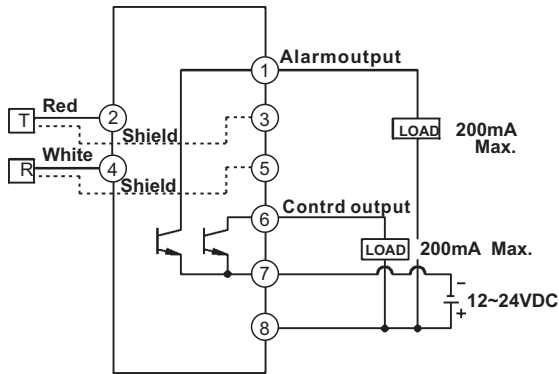 1 Alarmoutput
T Red 2
Shield 3
LOAD 200mA
Max.
R White 4
Shield 5
6 Contrd output
LOAD 200mA Max.
7
−
12~24VDC
+
8